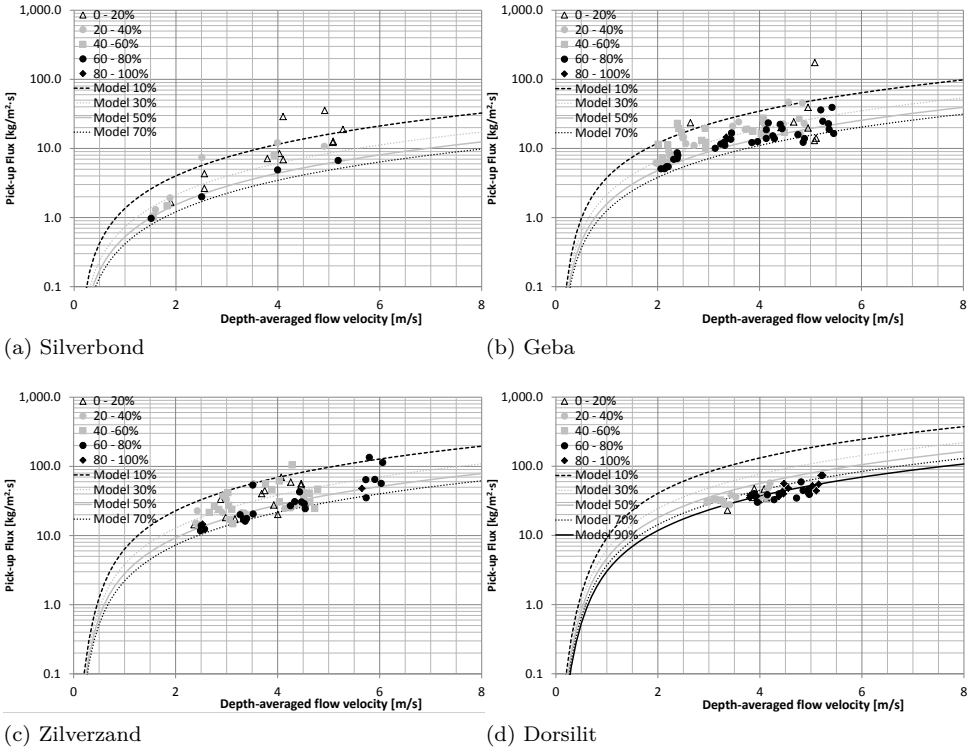 1,000.0
100.0
10.0
1.0
0.1
Pick-up Flux [kg/m²·s]
0 - 20%
20 - 40%
40 -60%
60 - 80%
80 - 100%
Model 10%
Model 30%
Model 50%
Model 70%
0 2 4 6 8
Depth-averaged flow velocity [m/s]
(a) Silverbond
1,000.0
100.0
10.0
1.0
0.1
Pick-up Flux [kg/m²·s]
0 - 20%
20 - 40%
40 -60%
60 - 80%
80 - 100%
Model 10%
Model 30%
Model 50%
Model 70%
0 2 4 6 8
Depth-averaged flow velocity [m/s]
(b) Geba
1,000.0
100.0
10.0
1.0
0.1
Pick-up Flux [kg/m²·s]
0 - 20%
20 - 40%
40 -60%
60 - 80%
80 - 100%
Model 10%
Model 30%
Model 50%
Model 70%
0 2 4 6 8
Depth-averaged flow velocity [m/s]
(c) Zilverzand
1,000.0
100.0
10.0
1.0
0.1
Pick-up Flux [kg/m²·s]
0 - 20%
20 - 40%
40 -60%
60 - 80%
80 - 100%
Model 10%
Model 30%
Model 50%
Model 70%
Model 90%
0 2 4 6 8
Depth-averaged flow velocity [m/s]
(d) Dorsilit